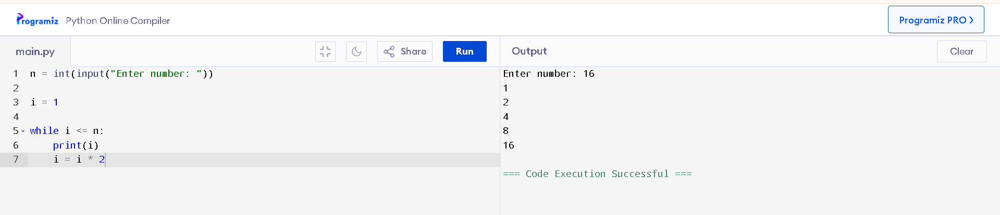 Programiz Python Online Compiler
Programiz PRO >
main.py
Share
Run
Output
Clear
1 n = int(input("Enter number: "))
2
3 i = 1
4
5 while i <= n:
6     print(i)
7     i = i * 2
Enter number: 16
1
2
4
8
16
=== Code Execution Successful ===